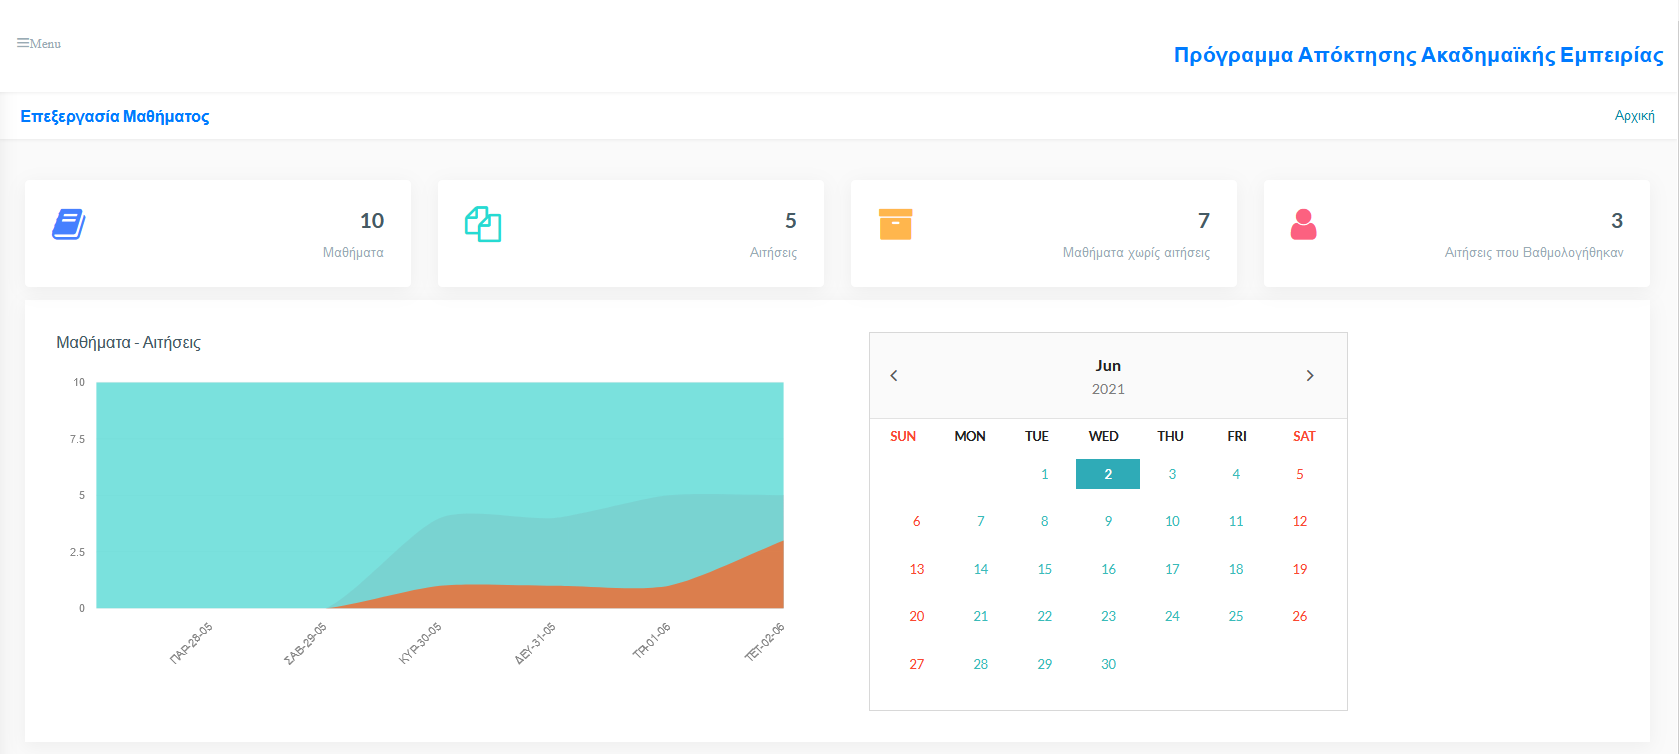 Menu
Πρόγραμμα Απόκτησης Ακαδημαϊκής Εμπειρίας
Επεξεργασία Μαθήματος
Αρχική
10
Μαθήματα
5
Αιτήσεις
7
Μαθήματα χωρίς αιτήσεις
3
Αιτήσεις που Βαθμολογήθηκαν
Μαθήματα - Αιτήσεις
10
7.5
5
2.5
0
ΠΑΡ-28-05
ΣΑΒ-29-05
ΚΥΡ-30-05
ΔΕΥ-31-05
ΤΡΙ-01-06
ΤΕΤ-02-06
Jun
2021
SUN MON TUE WED THU FRI SAT
1 2 3 4 5
6 7 8 9 10 11 12
13 14 15 16 17 18 19
20 21 22 23 24 25 26
27 28 29 30